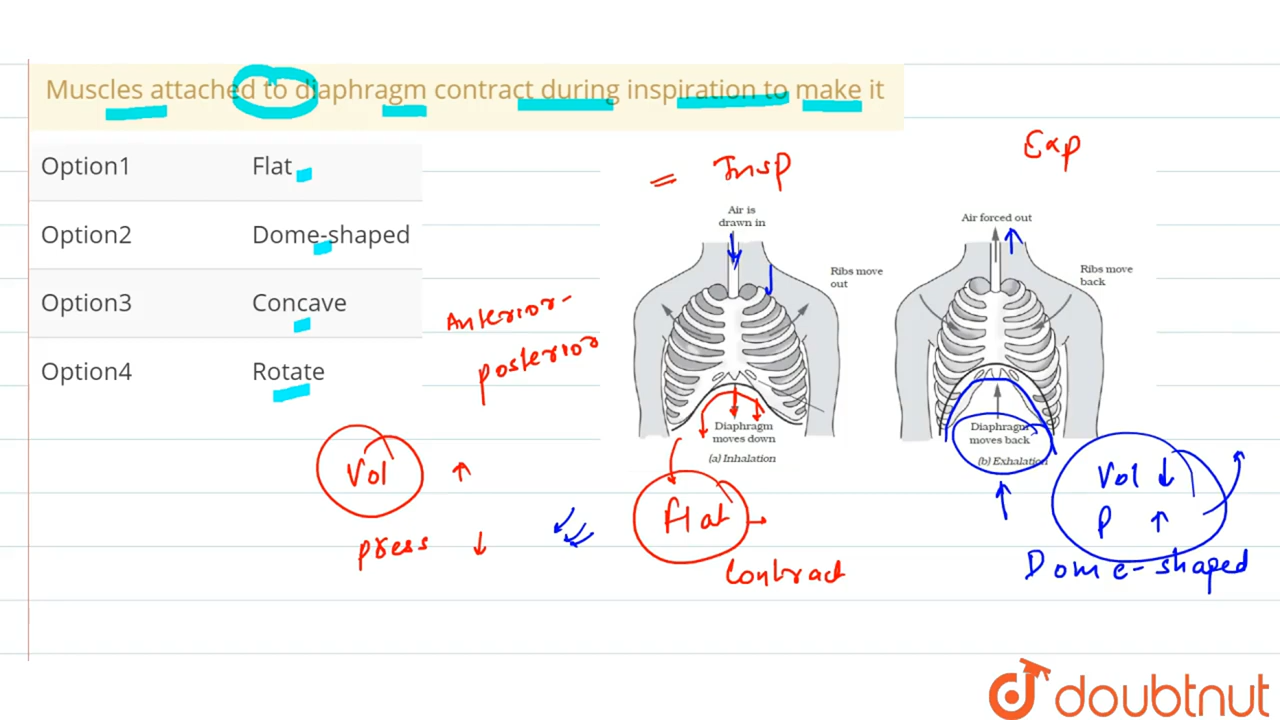 Muscles attached to diaphragm contract during inspiration to make it
Option1 Flat
Option2 Dome-shaped
Option3 Concave
Option4 Rotate
= Insp
Exp
Air is
drawn in
Ribs move
out
Diaphragm
moves down
(a) Inhalation
Air forced out
Ribs move
back
Diaphragm
moves back
(b) Exhalation
Anterior-
posterior
Vol ↑
press ↓
Flat
Contract
Vol ↓
P ↑
Dome-shaped
doubtnut